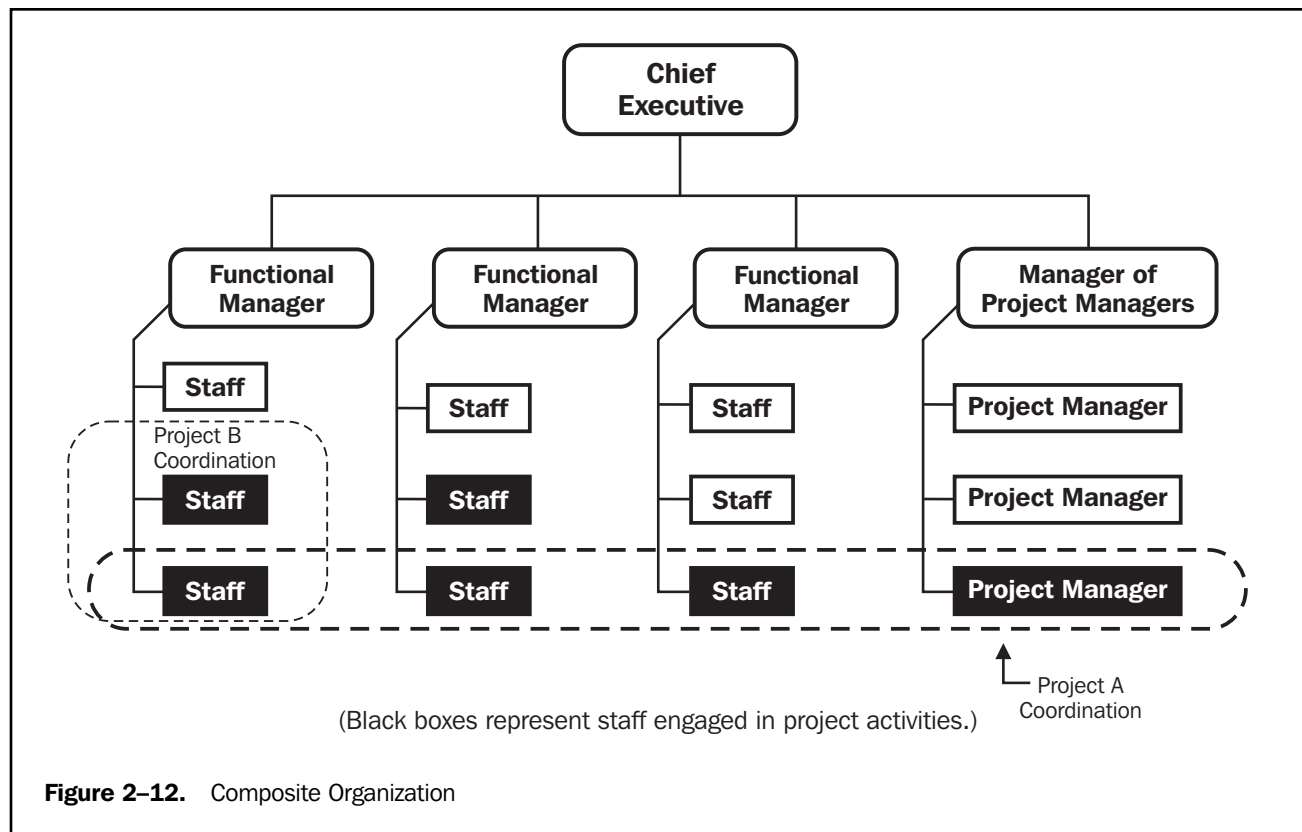 Chief
Executive
Functional
Manager
Functional
Manager
Functional
Manager
Manager of
Project Managers
Staff
Staff
Staff
Project Manager
Project B
Coordination
Staff
Staff
Staff
Project Manager
Staff
Staff
Staff
Project Manager
Project A
Coordination
(Black boxes represent staff engaged in project activities.)
Figure 2–12. Composite Organization